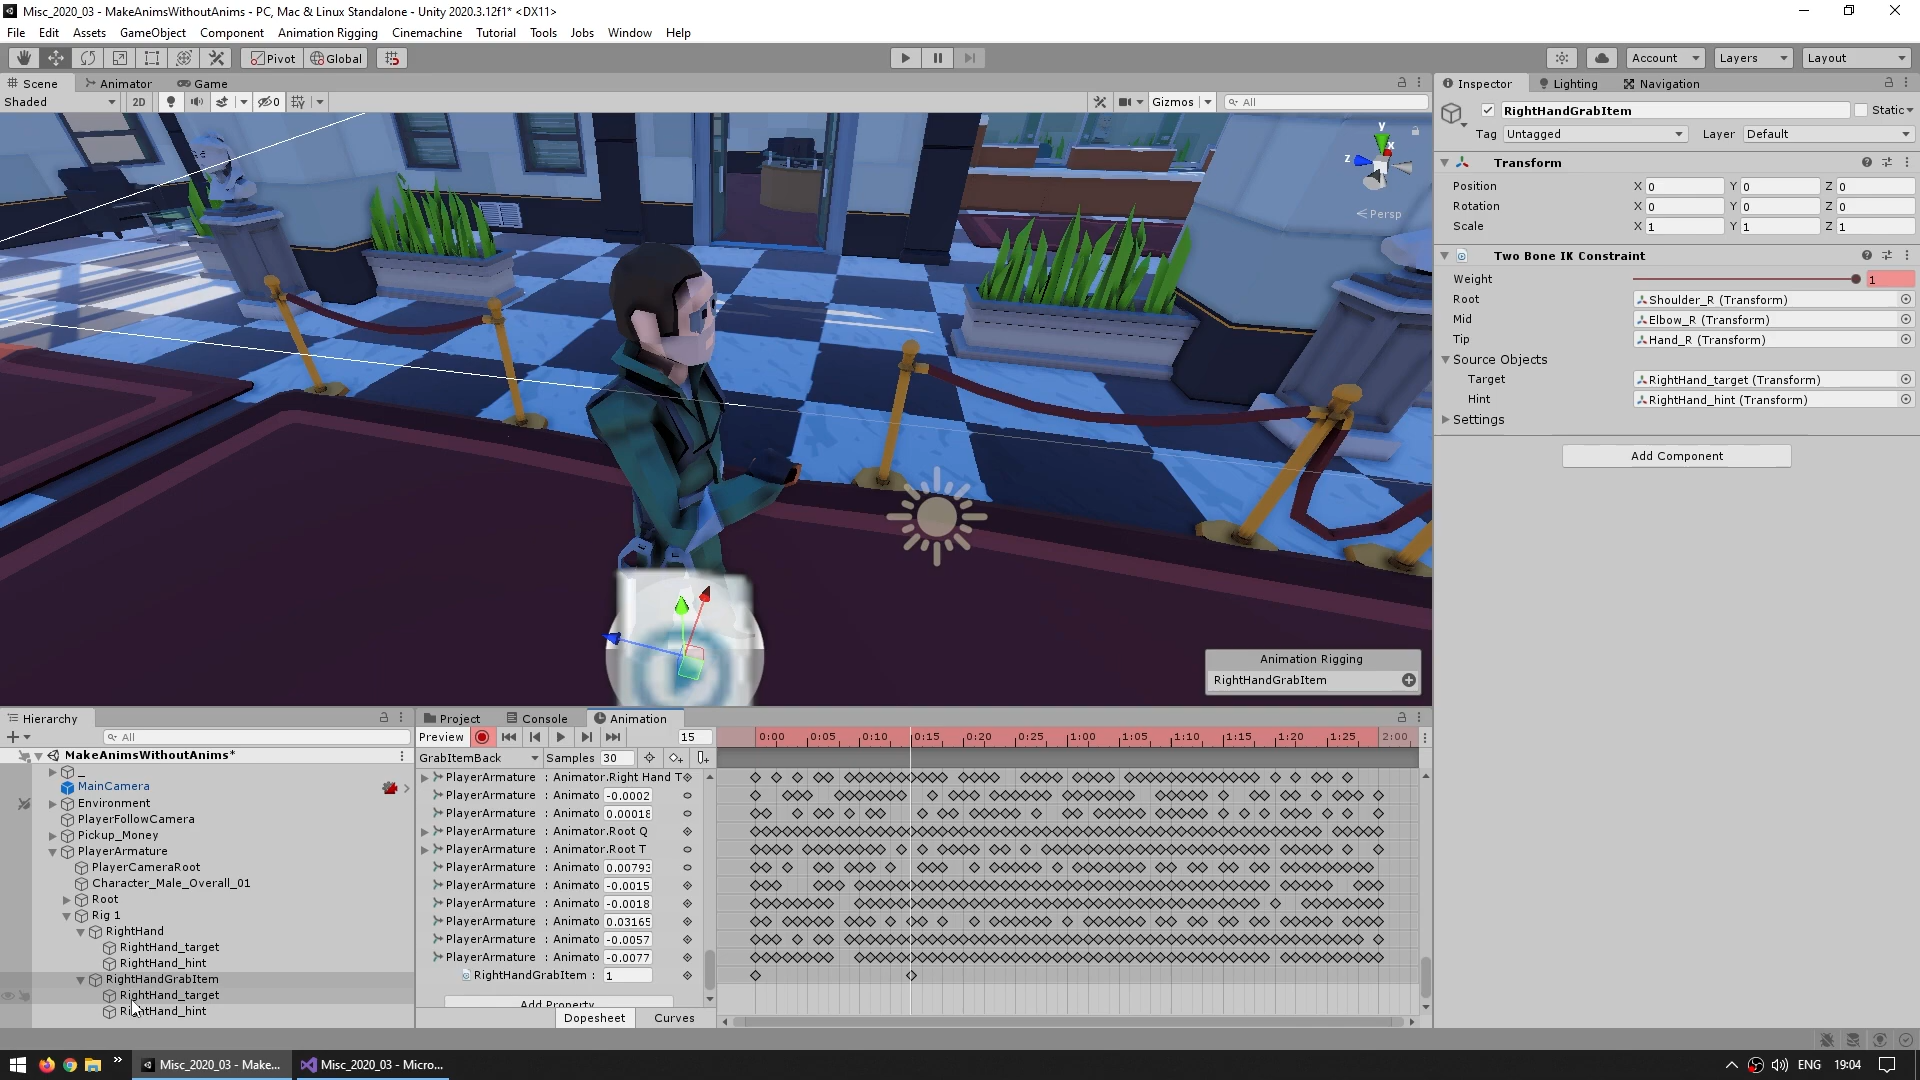 Misc_2020_03 - MakeAnimsWithoutAnims - PC, Mac & Linux Standalone - Unity 2020.3.12f1* <DX11>
File Edit Assets GameObject Component Animation Rigging Cinemachine Tutorial Tools Jobs Window Help
Pivot Global Account Layers Layout
Scene Animator Game
Shaded 2D 0 Gizmos All
y
x
z
Persp
Animation Rigging
RightHandGrabItem
Inspector Lighting Navigation
RightHandGrabItem Static
Tag Untagged Layer Default
Transform
Position X 0 Y 0 Z 0
Rotation X 0 Y 0 Z 0
Scale X 1 Y 1 Z 1
Two Bone IK Constraint
Weight 1
Root Shoulder_R (Transform)
Mid Elbow_R (Transform)
Tip Hand_R (Transform)
Source Objects
Target RightHand_target (Transform)
Hint RightHand_hint (Transform)
Settings
Add Component
Hierarchy
All
MakeAnimsWithoutAnims*
_
MainCamera
Environment
PlayerFollowCamera
Pickup_Money
PlayerArmature
PlayerCameraRoot
Character_Male_Overall_01
Root
Rig 1
RightHand
RightHand_target
RightHand_hint
RightHandGrabItem
RightHand_target
RightHand_hint
Project Console Animation
Preview 15 0:00 0:05 0:10 0:15 0:20 0:25 1:00 1:05 1:10 1:15 1:20 1:25 2:00
GrabItemBack Samples 30
PlayerArmature : Animator.Right Hand T
PlayerArmature : Animato -0.0002
PlayerArmature : Animato 0.00018
PlayerArmature : Animator.Root Q
PlayerArmature : Animator.Root T
PlayerArmature : Animato 0.00793
PlayerArmature : Animato -0.0015
PlayerArmature : Animato -0.0018
PlayerArmature : Animato 0.03165
PlayerArmature : Animato -0.0057
PlayerArmature : Animato -0.0077
RightHandGrabItem : 1
Add Property
Dopesheet Curves
Misc_2020_03 - Make... Misc_2020_03 - Micro... ENG 19:04